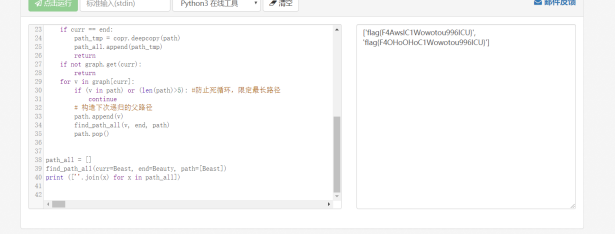 点击运行
标准输入(stdin)
Python3 在线工具
清空
邮件反馈
23 if curr == end:
24 path_tmp = copy.deepcopy(path)
25 path_all.append(path_tmp)
26 return
27 if not graph.get(curr):
28 return
29 for v in graph[curr]:
30 if (v in path) or (len(path)>5): #防止死循环，限定最长路径
31 continue
32 # 构造下次递归的父路径
33 path.append(v)
34 find_path_all(v, end, path)
35 path.pop()
36
37
38 path_all = []
39 find_path_all(curr=Beast, end=Beauty, path=[Beast])
40 print ([''.join(x) for x in path_all])
41
42
['flag{F4AwsIC1Wowotou996ICU}',
'flag{F4OHoOHoC1Wowotou996ICU}']